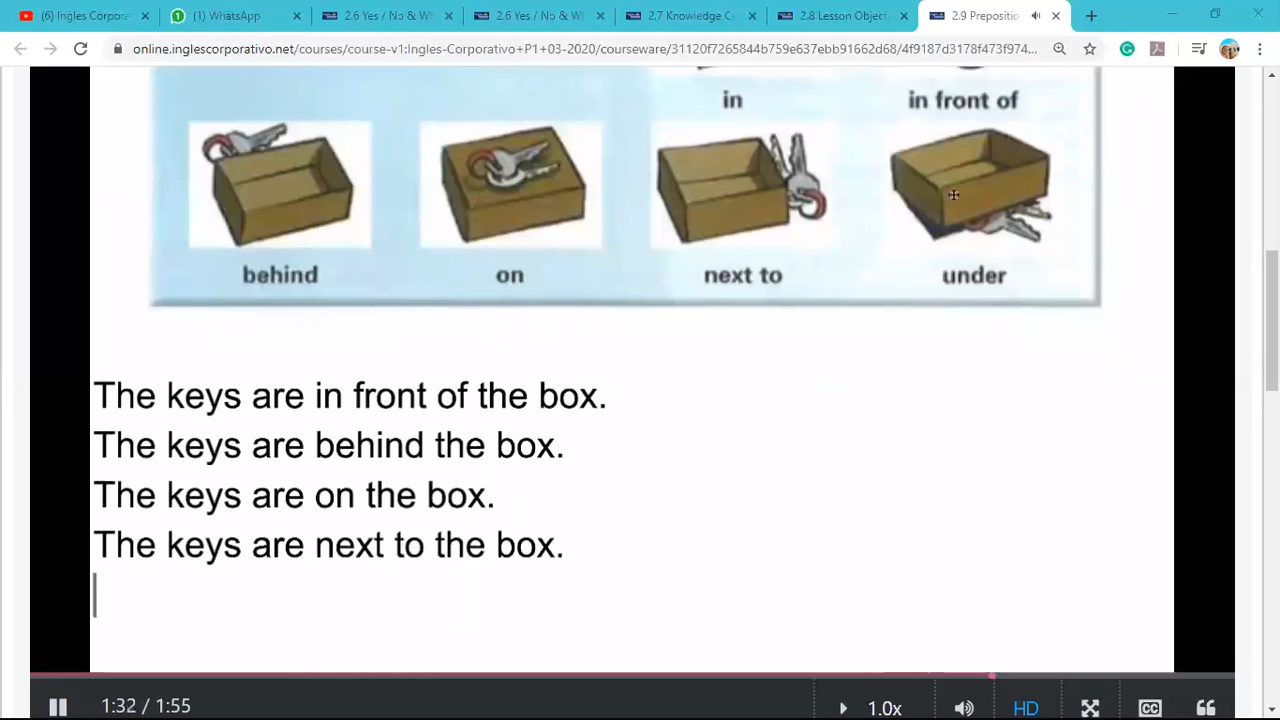 (6) Ingles Corpora
(1) WhatsApp
2.6 Yes / No & Wh
2.6 Yes / No & Wh
2.7 Knowledge C
2.8 Lesson Object
2.9 Prepositio
online.inglescorporativo.net/courses/course-v1:Ingles-Corporativo+P1+03-2020/courseware/31120f7265844b759e637ebb91662d68/4f9187d3178f473f974...
in in front of
behind on next to under
The keys are in front of the box.
The keys are behind the box.
The keys are on the box.
The keys are next to the box.
1:32 / 1:55 1.0x HD CC